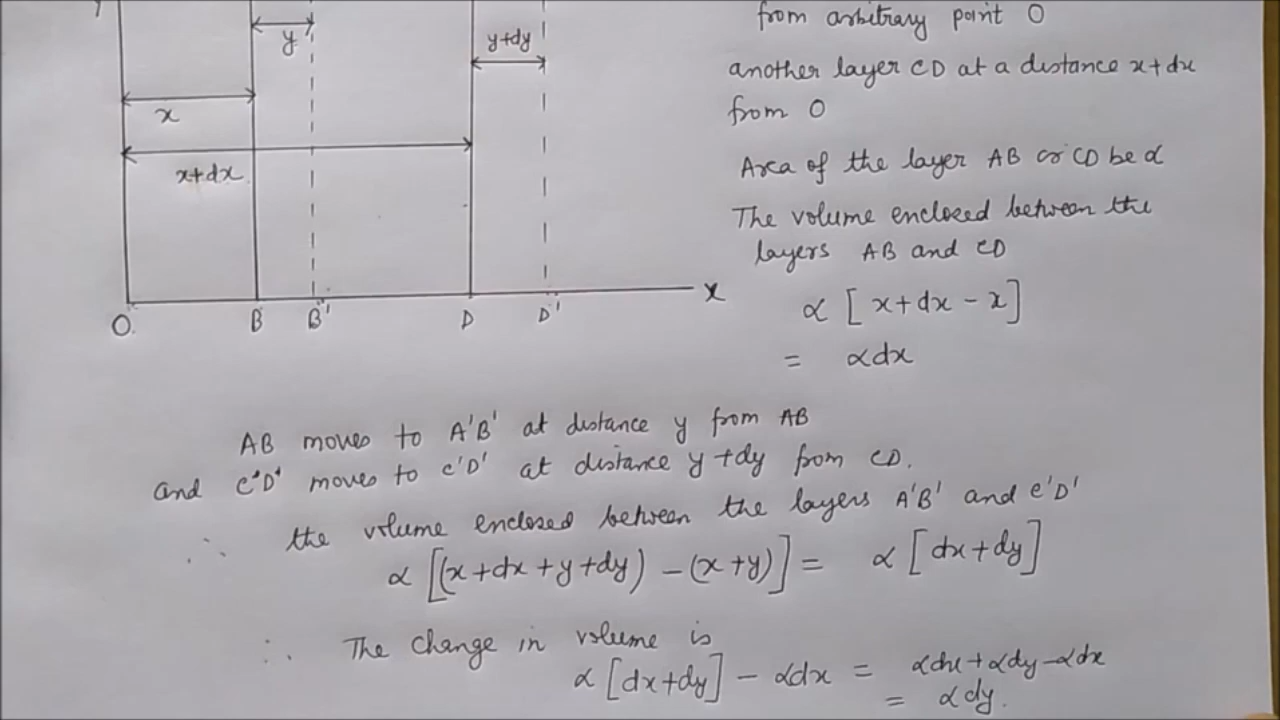 y
y+dy
x
x+dx
O
B
B'
D
D'
x
from arbitrary point O
another layer CD at a distance x+dx
from O
Area of the layer AB or CD be α
The volume enclosed between the
layers AB and CD
α [x+dx-x]
= αdx
AB moves to A'B' at distance y from AB
and C'D' moves to C'D' at distance y+dy from CD.
∴ the volume enclosed between the layers A'B' and C'D'
α [(x+dx+y+dy) - (x+y)] = α [dx+dy]
∴ The change in volume is
α [dx+dy] - αdx = αdx+αdy-αdx
= αdy.